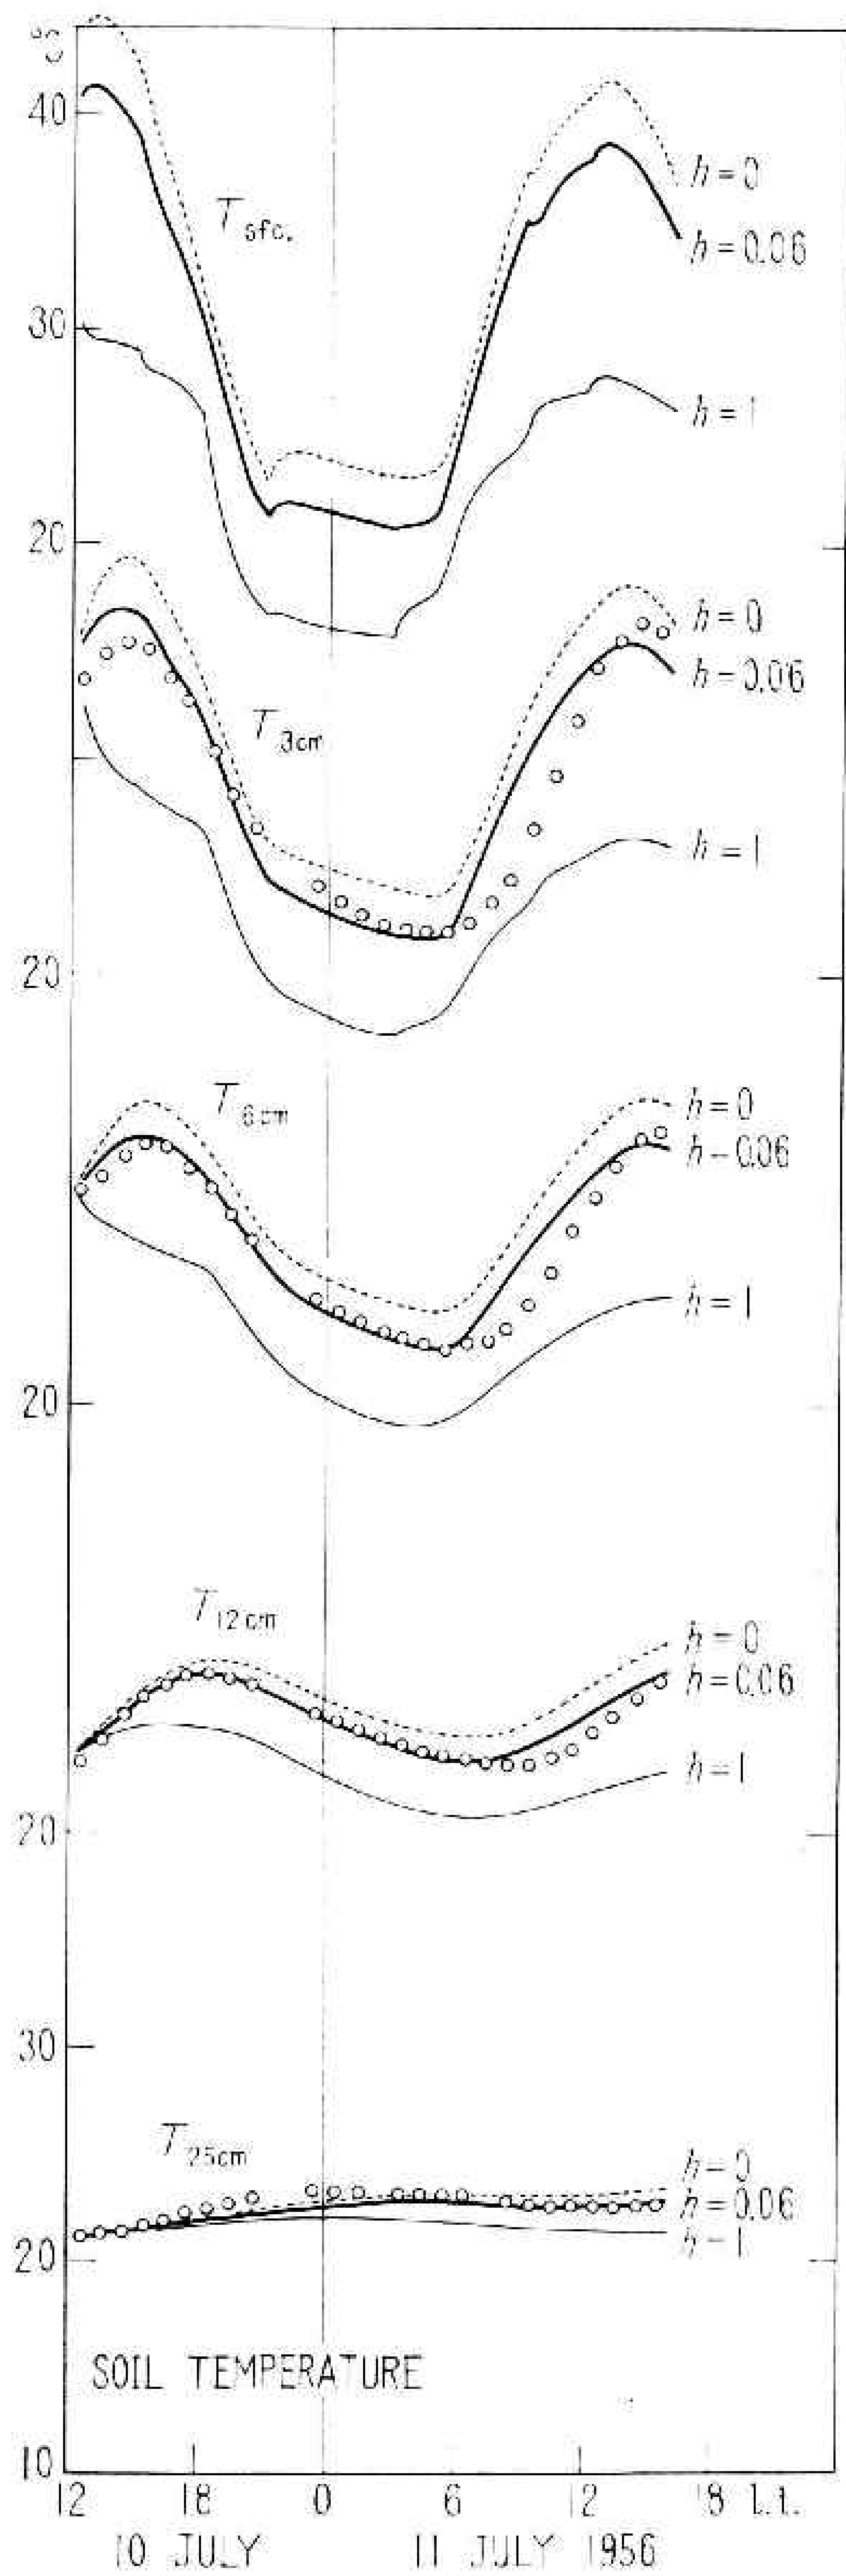 °C
40
h=0
T sfc.
h=0.06
30
h=1
20
h=0
h=0.06
T 3cm
h=1
20
T 6cm
h=0
h=0.06
h=1
20
T 12cm
h=0
h=0.06
h=1
20
30
T 25cm
h=0
h=0.06
h=1
20
SOIL TEMPERATURE
10
12 18 0 6 12 18 L.t.
10 JULY 11 JULY 1956